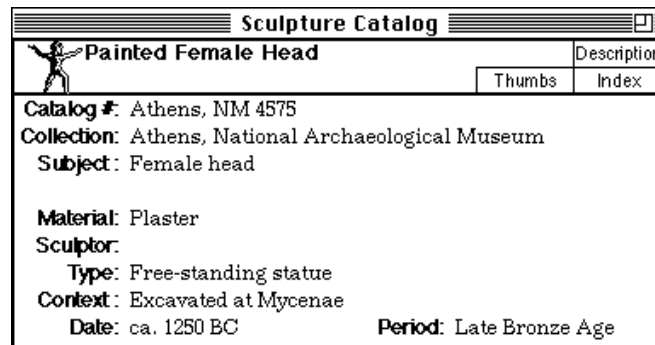 Sculpture Catalog
Painted Female Head
Description
Thumbs Index
Catalog #: Athens, NM 4575
Collection: Athens, National Archaeological Museum
Subject: Female head
Material: Plaster
Sculptor:
Type: Free-standing statue
Context: Excavated at Mycenae
Date: ca. 1250 BC Period: Late Bronze Age